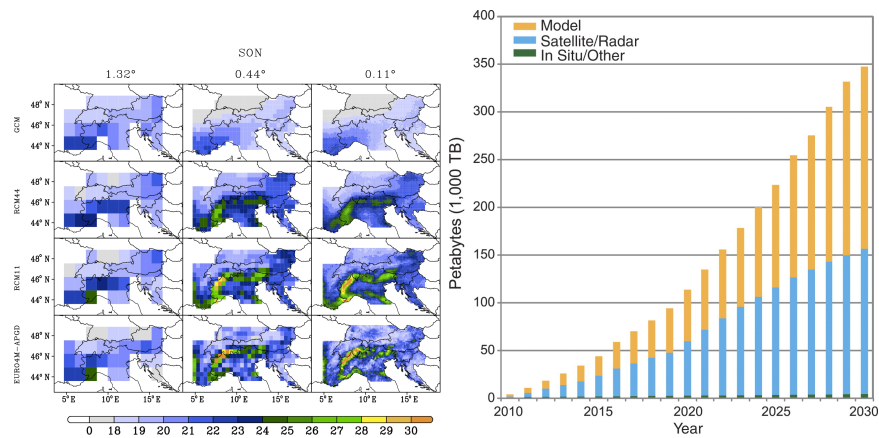 SON
1.32° 0.44° 0.11°
GCM
48°N
46°N
44°N
RCM44
48°N
46°N
44°N
RCM11
48°N
46°N
44°N
EURO4M-APGD
48°N
46°N
44°N
5°E 10°E 15°E 5°E 10°E 15°E 5°E 10°E 15°E
0 18 19 20 21 22 23 24 25 26 27 28 29 30
400
350
300
250
200
150
100
50
0
Petabytes (1,000 TB)
Model
Satellite/Radar
In Situ/Other
2010 2015 2020 2025 2030
Year